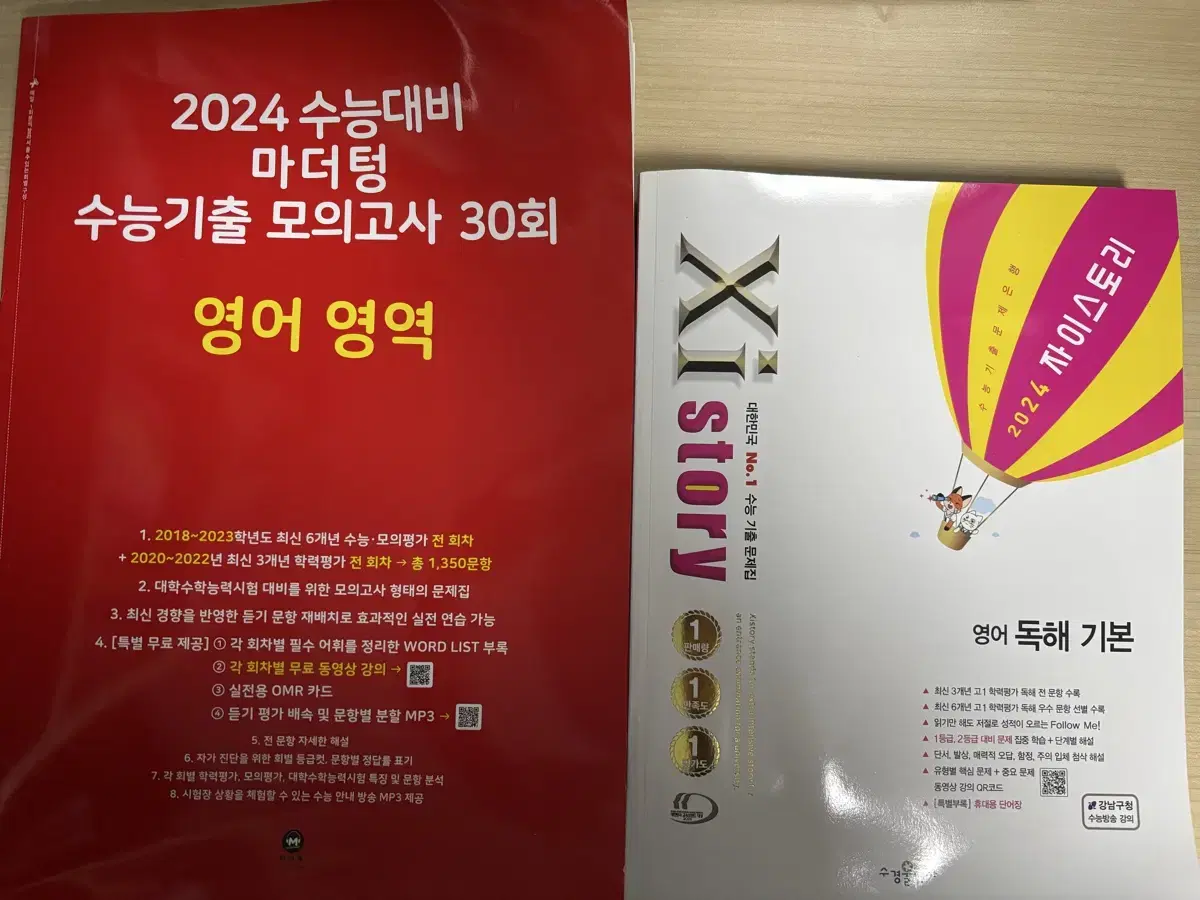 2024 수능대비
마더텅
수능기출 모의고사 30회
영어 영역
1. 2018~2023학년도 최신 6개년 수능·모의평가 전 회차
+ 2020~2022년 최신 3개년 학력평가 전 회차 → 총 1,350문항
2. 대학수학능력시험 대비를 위한 모의고사 형태의 문제집
3. 최신 경향을 반영한 듣기 문항 재배치로 효과적인 실전 연습 가능
4. [특별 무료 제공] ① 각 회차별 필수 어휘를 정리한 WORD LIST 부록
② 각 회차별 무료 동영상 강의 →
③ 실전용 OMR 카드
④ 듣기 평가 배속 및 문항별 분할 MP3 →
5. 전 문항 자세한 해설
6. 자가 진단을 위한 회별 등급컷, 문항별 정답률 표기
7. 각 회별 학력평가, 모의평가, 대학수학능력시험 특징 및 문항 분석
8. 시험장 상황을 체험할 수 있는 수능 안내 방송 MP3 제공
Xi
story
대한민국 No.1 수능 기출 문제집
1
판매량
1
만족도
1
수능기출문제은행
2024 자이스토리
영어 독해 기본
▲ 최신 3개년 고1 학력평가 독해 전 문항 수록
▲ 최신 6개년 고1 학력평가 독해 우수 문항 선별 수록
▲ 읽기만 해도 저절로 성적이 오르는 Follow Me!
▲ 1등급, 2등급 대비 문제 집중 학습 + 단계별 해설
▲ 단서, 발상, 매력적 오답, 함정, 주의 입체 첨삭 해설
▲ 유형별 핵심 문제 + 중요 문제
동영상 강의 QR코드
▲ [특별부록] 휴대용 단어장
강남구청
수능방송 강의